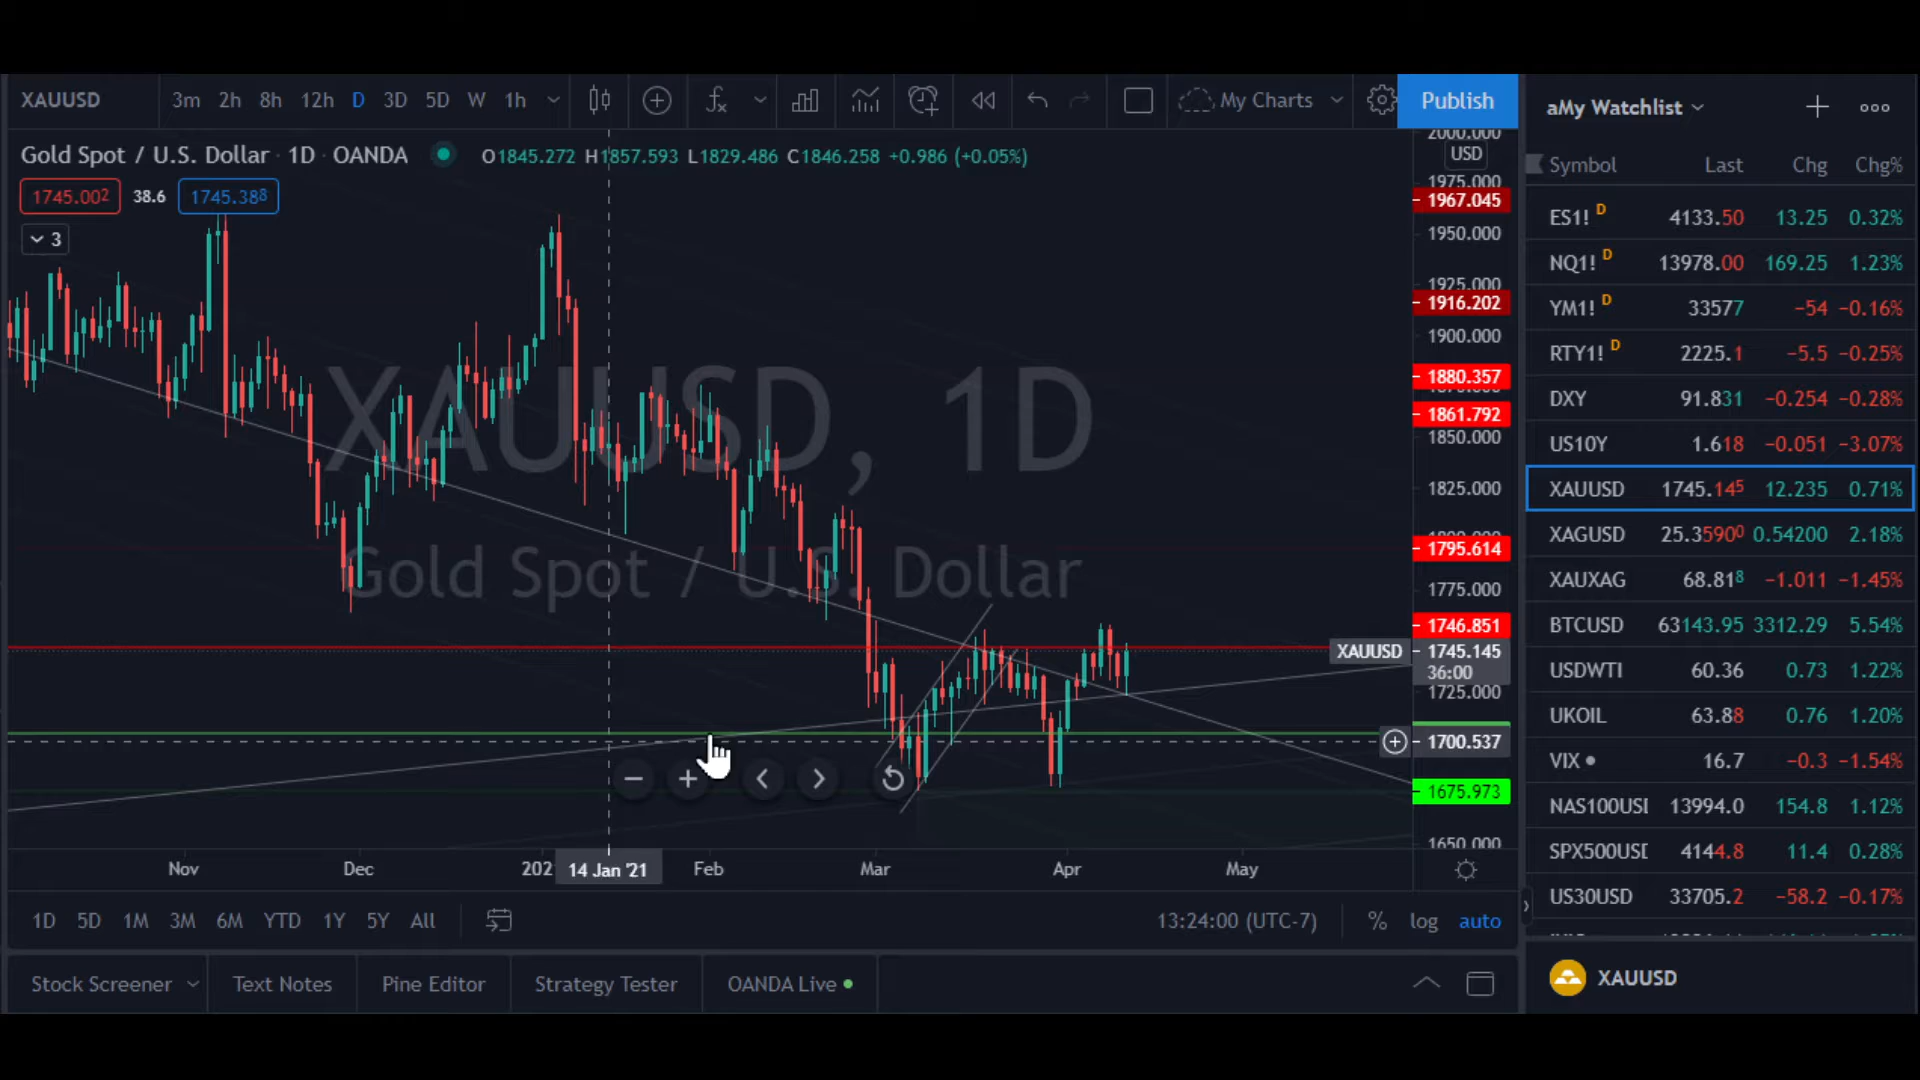 XAUUSD 3m 2h 8h 12h D 3D 5D W 1h My Charts Publish
Gold Spot / U.S. Dollar · 1D · OANDA O1845.272 H1857.593 L1829.486 C1846.258 +0.986 (+0.05%)
1745.002 38.6 1745.388
3
XAUUSD, 1D
Gold Spot / U.S. Dollar
2000.000
USD
1975.000
1967.045
1950.000
1925.000
1916.202
1900.000
1880.357
1861.792
1850.000
1825.000
1795.614
1775.000
1746.851
XAUUSD 1745.145
36:00
1725.000
1700.537
1675.973
1650.000
Nov Dec 202 14 Jan '21 Feb Mar Apr May
1D 5D 1M 3M 6M YTD 1Y 5Y All 13:24:00 (UTC-7) % log auto
Stock Screener Text Notes Pine Editor Strategy Tester OANDA Live
aMy Watchlist
Symbol Last Chg Chg%
ES1! D 4133.50 13.25 0.32%
NQ1! D 13978.00 169.25 1.23%
YM1! D 33577 −54 −0.16%
RTY1! D 2225.1 −5.5 −0.25%
DXY 91.831 −0.254 −0.28%
US10Y 1.618 −0.051 −3.07%
XAUUSD 1745.145 12.235 0.71%
XAGUSD 25.35900 0.54200 2.18%
XAUXAG 68.818 −1.011 −1.45%
BTCUSD 63143.95 3312.29 5.54%
USDWTI 60.36 0.73 1.22%
UKOIL 63.88 0.76 1.20%
VIX 16.7 −0.3 −1.54%
NAS100USI 13994.0 154.8 1.12%
SPX500USI 4144.8 11.4 0.28%
US30USD 33705.2 −58.2 −0.17%
XAUUSD